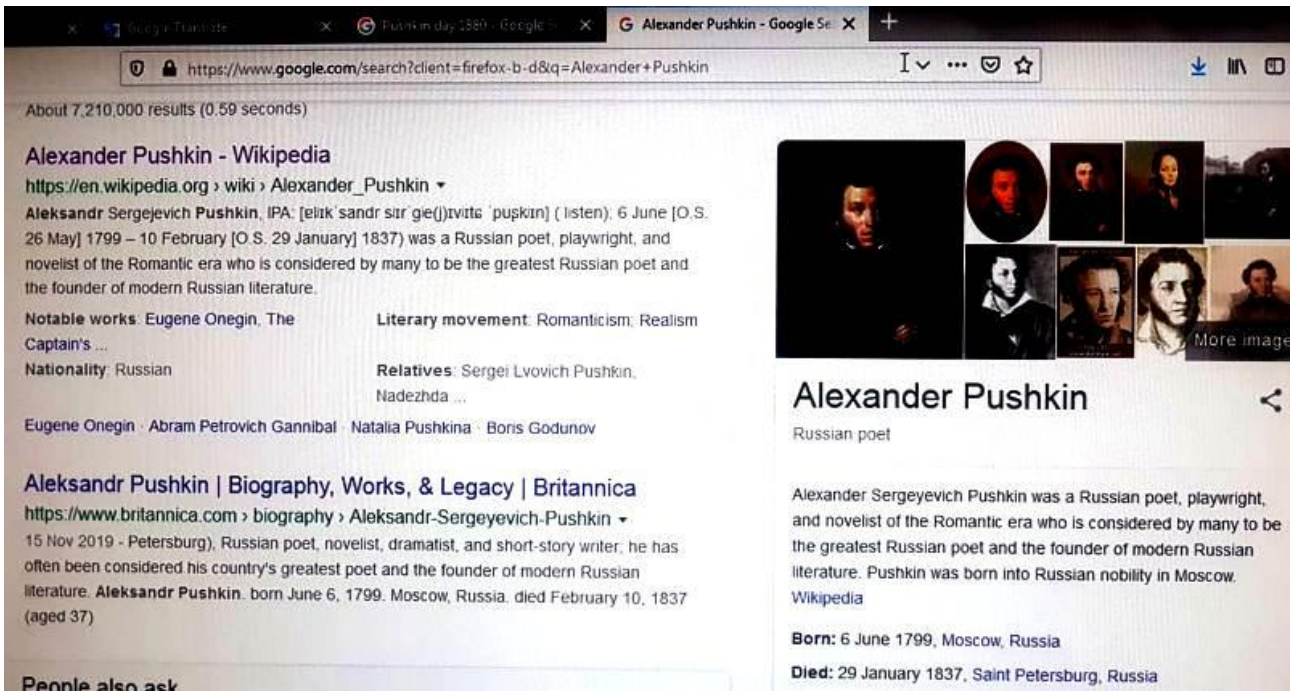 Google Translate
Pushkin day 1880 - Google S
Alexander Pushkin - Google Se
https://www.google.com/search?client=firefox-b-d&q=Alexander+Pushkin
About 7,210,000 results (0.59 seconds)
Alexander Pushkin - Wikipedia
https://en.wikipedia.org › wiki › Alexander_Pushkin
Aleksandr Sergejevich Pushkin, IPA: ( listen); 6 June [O.S.
26 May] 1799 – 10 February [O.S. 29 January] 1837) was a Russian poet, playwright, and
novelist of the Romantic era who is considered by many to be the greatest Russian poet and
the founder of modern Russian literature.
Notable works: Eugene Onegin, The
Captain's ...
Literary movement: Romanticism; Realism
Nationality: Russian
Relatives: Sergei Lvovich Pushkin,
Nadezhda ...
Eugene Onegin · Abram Petrovich Gannibal · Natalia Pushkina · Boris Godunov
Aleksandr Pushkin | Biography, Works, & Legacy | Britannica
https://www.britannica.com › biography › Aleksandr-Sergeyevich-Pushkin
15 Nov 2019 - Petersburg), Russian poet, novelist, dramatist, and short-story writer; he has
often been considered his country's greatest poet and the founder of modern Russian
literature. Aleksandr Pushkin. born June 6, 1799. Moscow, Russia. died February 10, 1837
(aged 37)
People also ask
More image
Alexander Pushkin
Russian poet
Alexander Sergeyevich Pushkin was a Russian poet, playwright,
and novelist of the Romantic era who is considered by many to be
the greatest Russian poet and the founder of modern Russian
literature. Pushkin was born into Russian nobility in Moscow.
Wikipedia
Born: 6 June 1799, Moscow, Russia
Died: 29 January 1837, Saint Petersburg, Russia